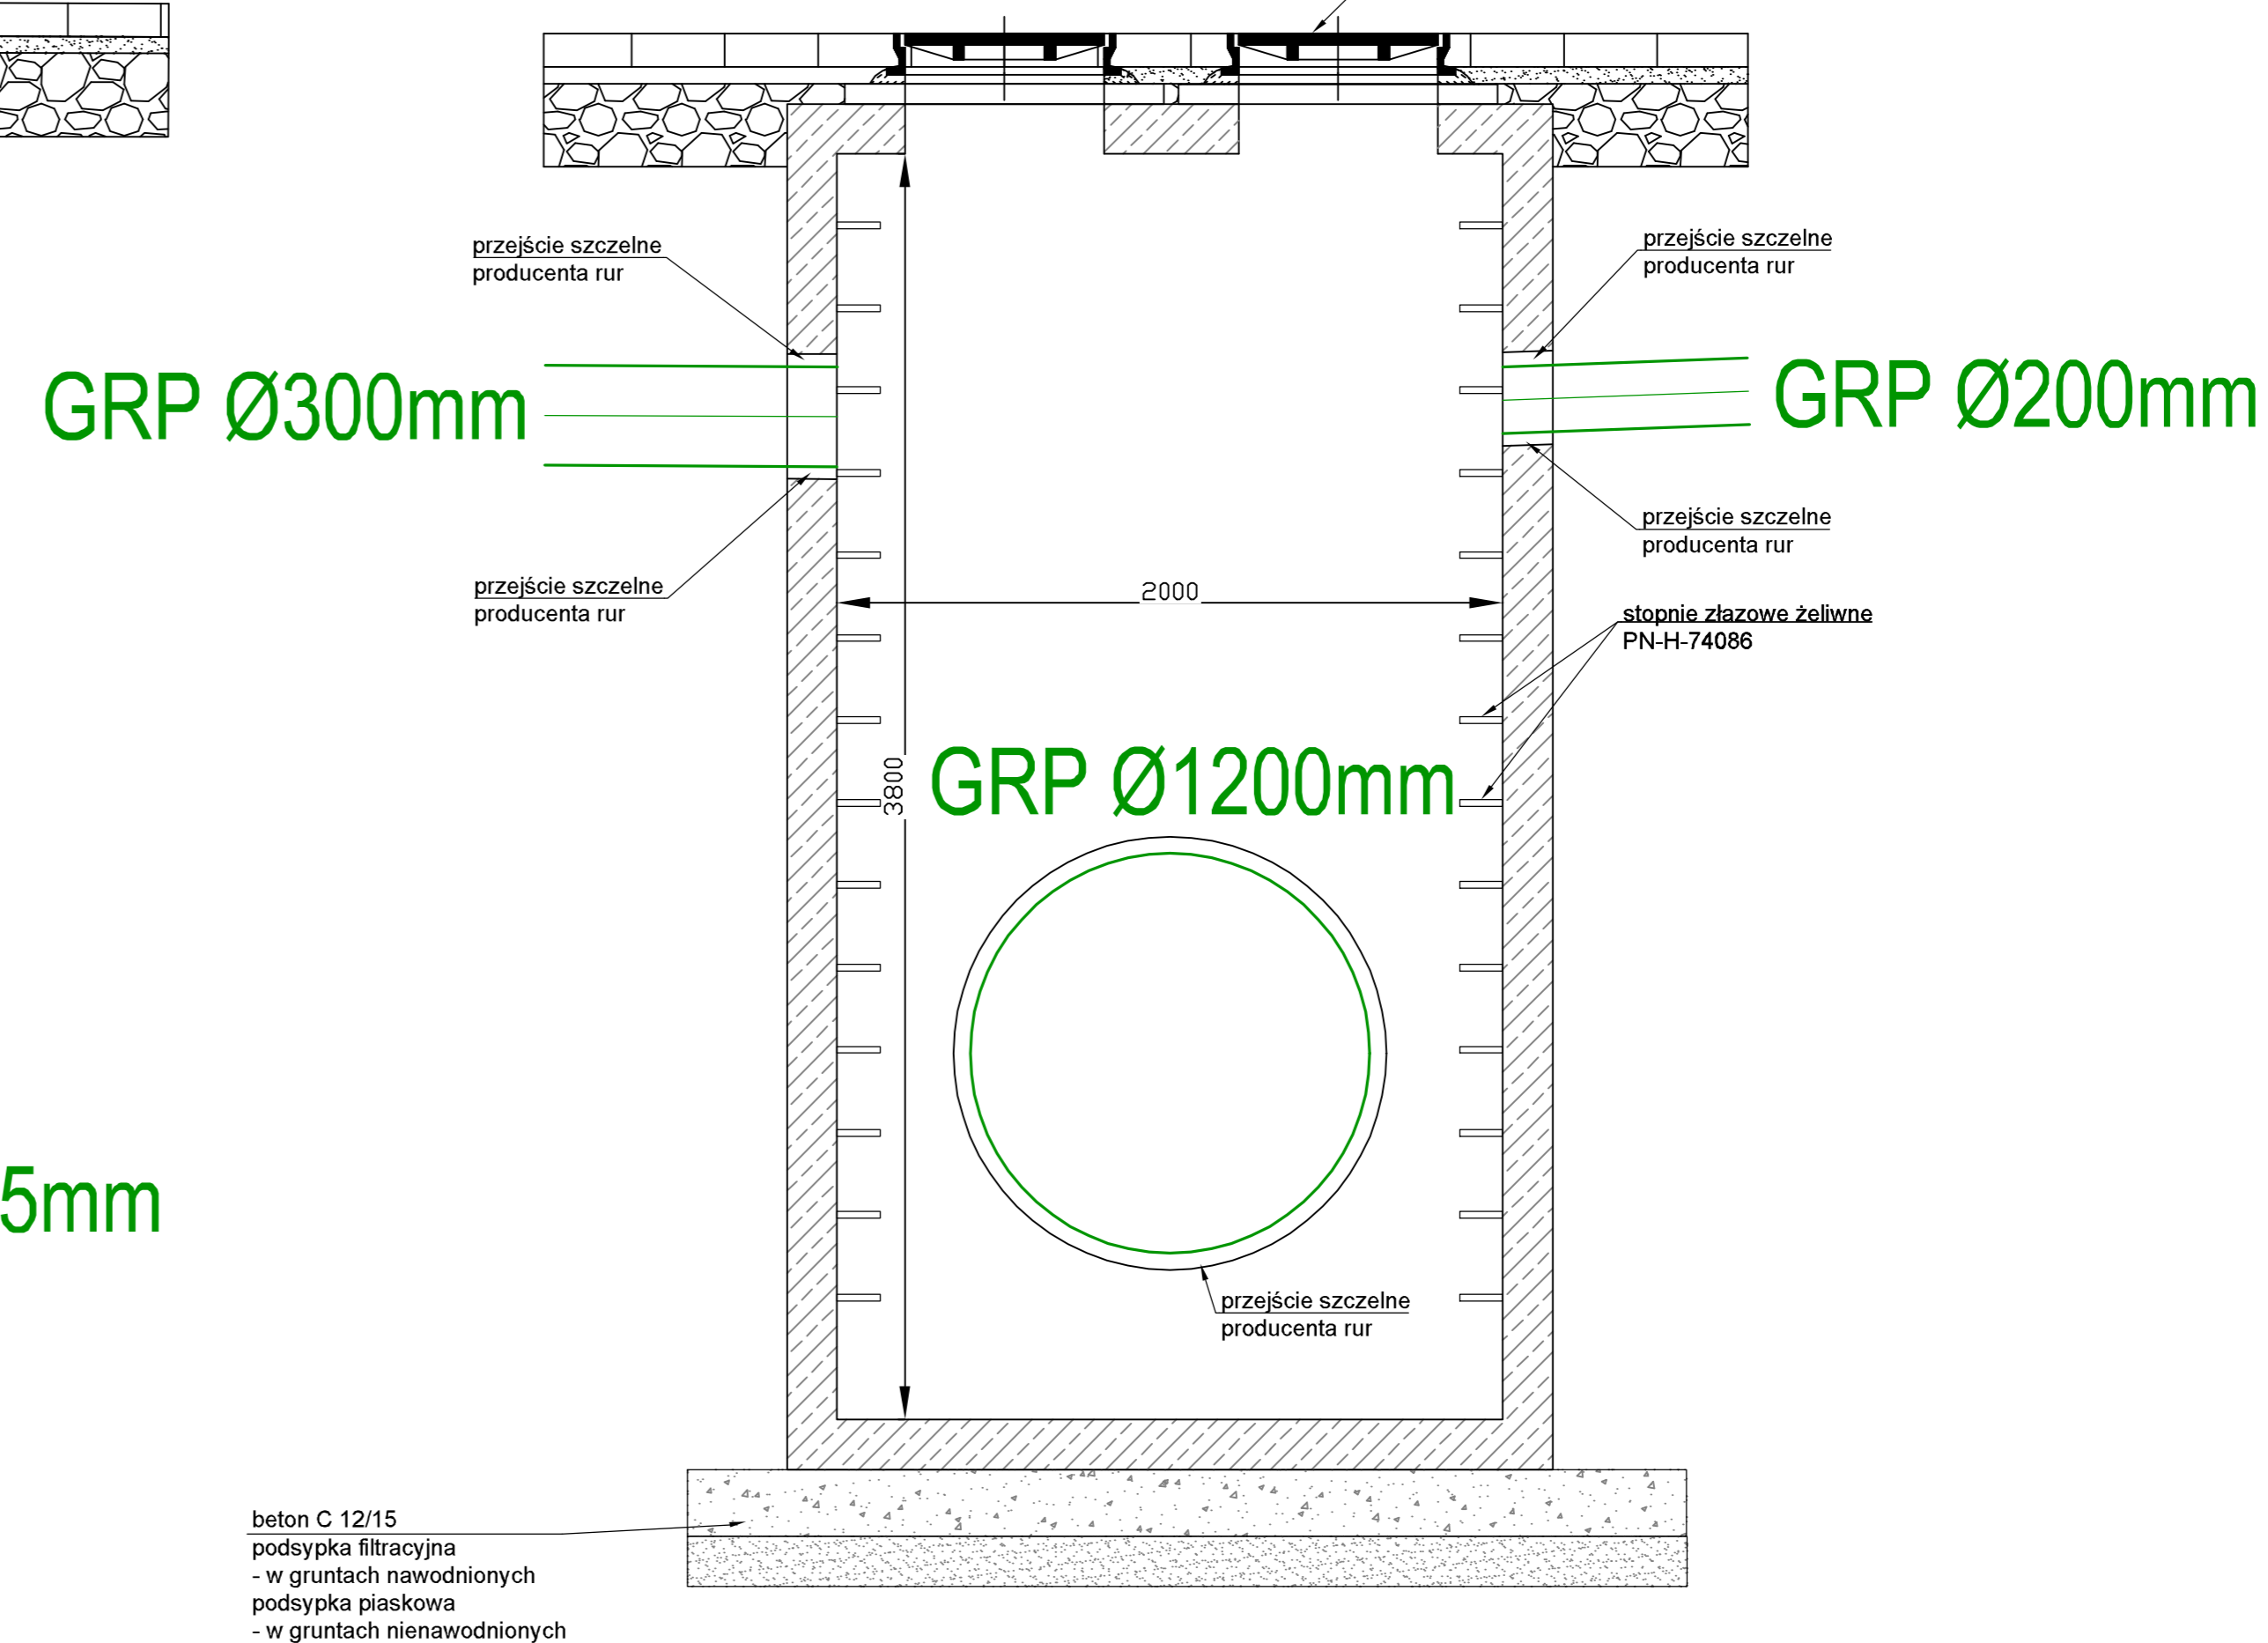 przejście szczelne
producenta rur
przejście szczelne
producenta rur
GRP Ø300mm
GRP Ø200mm
przejście szczelne
producenta rur
przejście szczelne
producenta rur
2000
stopnie złazowe żeliwne
PN-H-74086
3800
GRP Ø1200mm
5mm
przejście szczelne
producenta rur
beton C 12/15
podsypka filtracyjna
- w gruntach nawodnionych
podsypka piaskowa
- w gruntach nienawodnionych